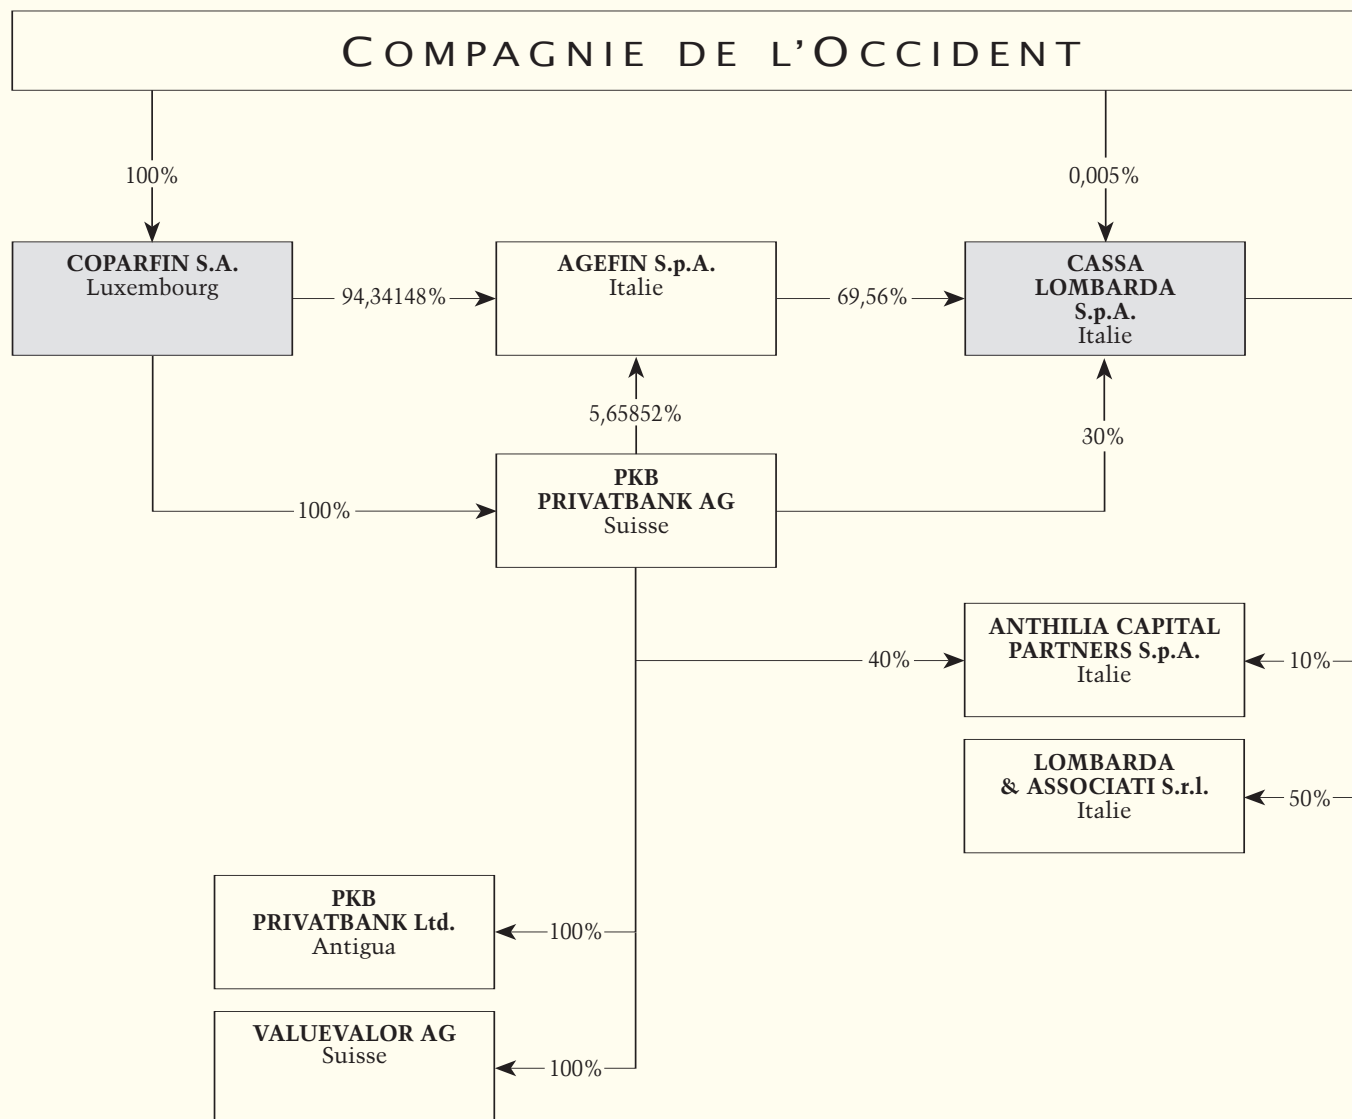 COMPAGNIE DE L'OCCIDENT
100%
0,005%
COPARFIN S.A.
Luxembourg
94,34148%
AGEFIN S.p.A.
Italie
69,56%
CASSA
LOMBARDA
S.p.A.
Italie
5,65852%
30%
100%
PKB
PRIVATBANK AG
Suisse
40%
ANTHILIA CAPITAL
PARTNERS S.p.A.
Italie
10%
LOMBARDA
& ASSOCIATI S.r.l.
Italie
50%
PKB
PRIVATBANK Ltd.
Antigua
100%
VALUEVALOR AG
Suisse
100%